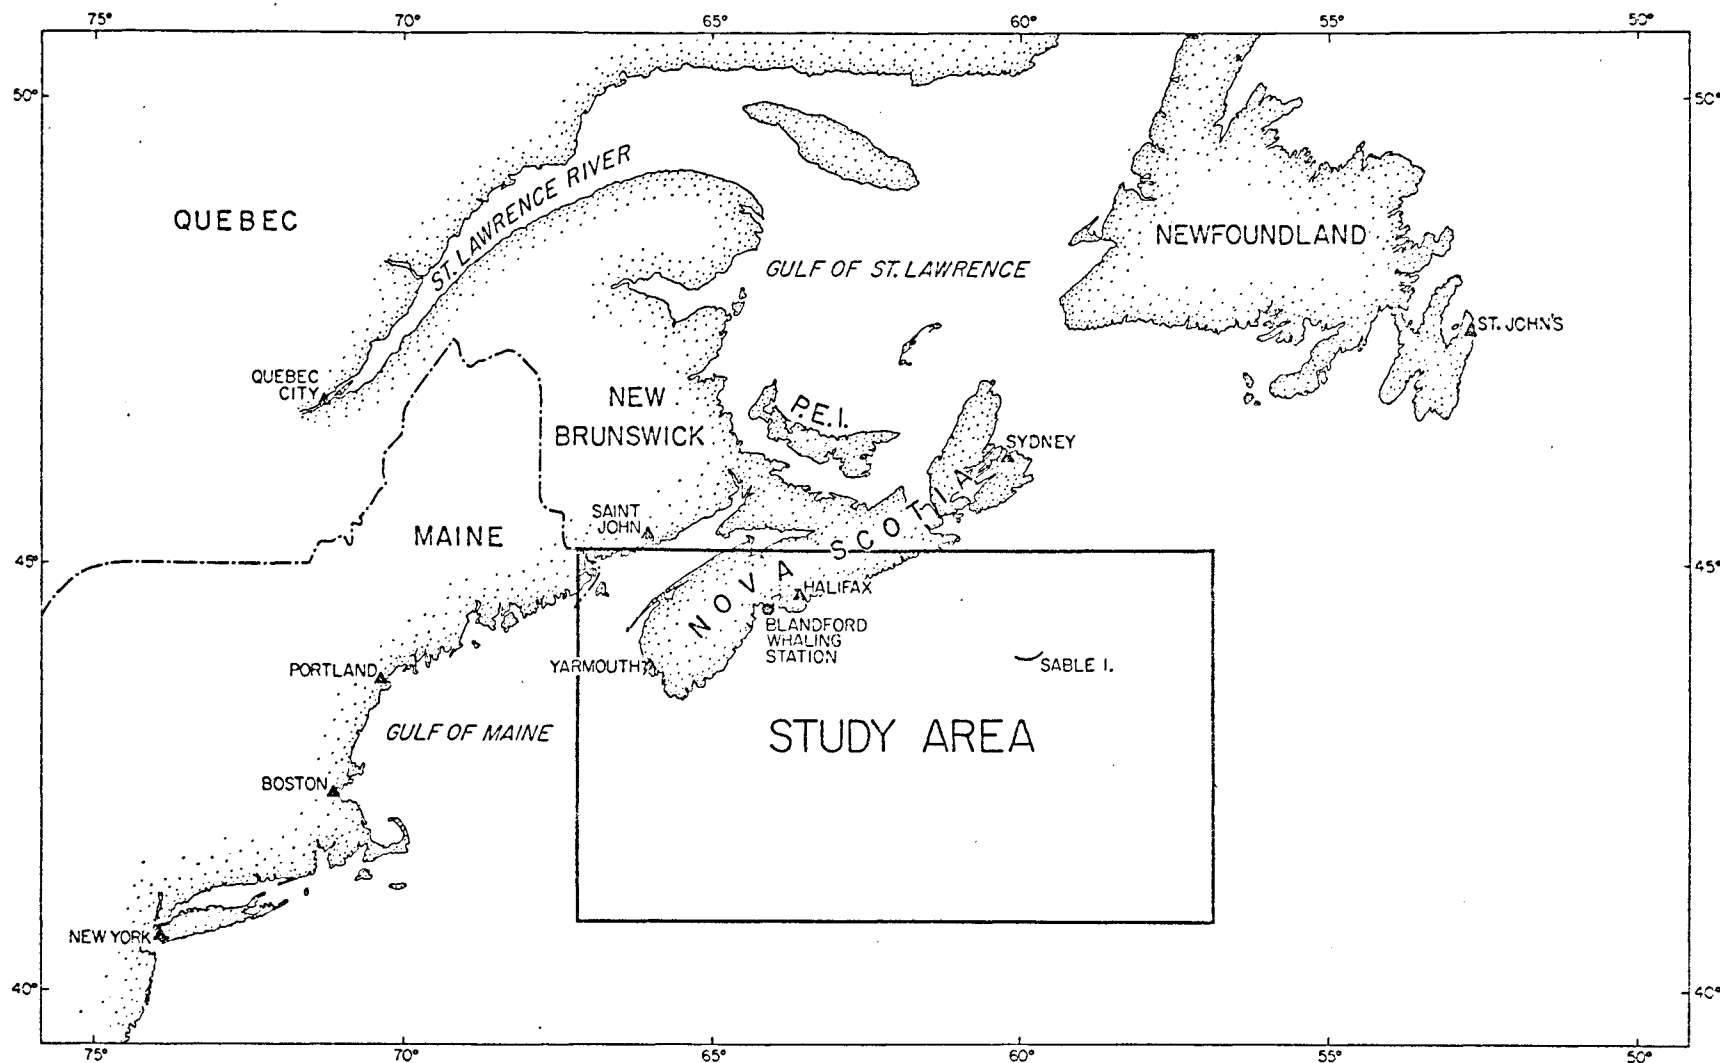 75°
70°
65°
60°
55°
50°
50°
50°
ST. LAWRENCE RIVER
QUEBEC
NEWFOUNDLAND
GULF OF ST. LAWRENCE
ST. JOHN'S
QUEBEC
CITY
NEW
BRUNSWICK
P.E.I.
SYDNEY
SAINT
JOHN
MAINE
NOVA SCOTIA
45°
45°
HALIFAX
BLANDFORD
WHALING
STATION
YARMOUTH
SABLE I.
PORTLAND
GULF OF MAINE
STUDY AREA
BOSTON
NEW YORK
40°
40°
75°
70°
65°
60°
55°
50°